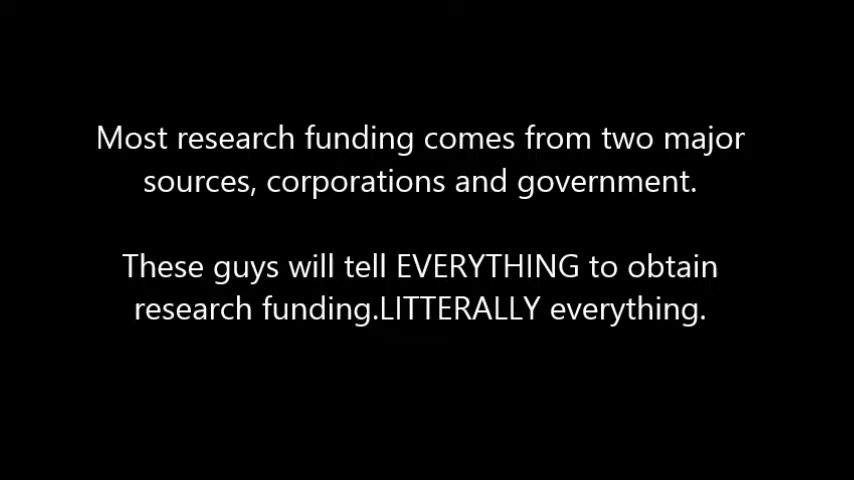 Most research funding comes from two major
sources, corporations and government.
These guys will tell EVERYTHING to obtain
research funding.LITTERALLY everything.